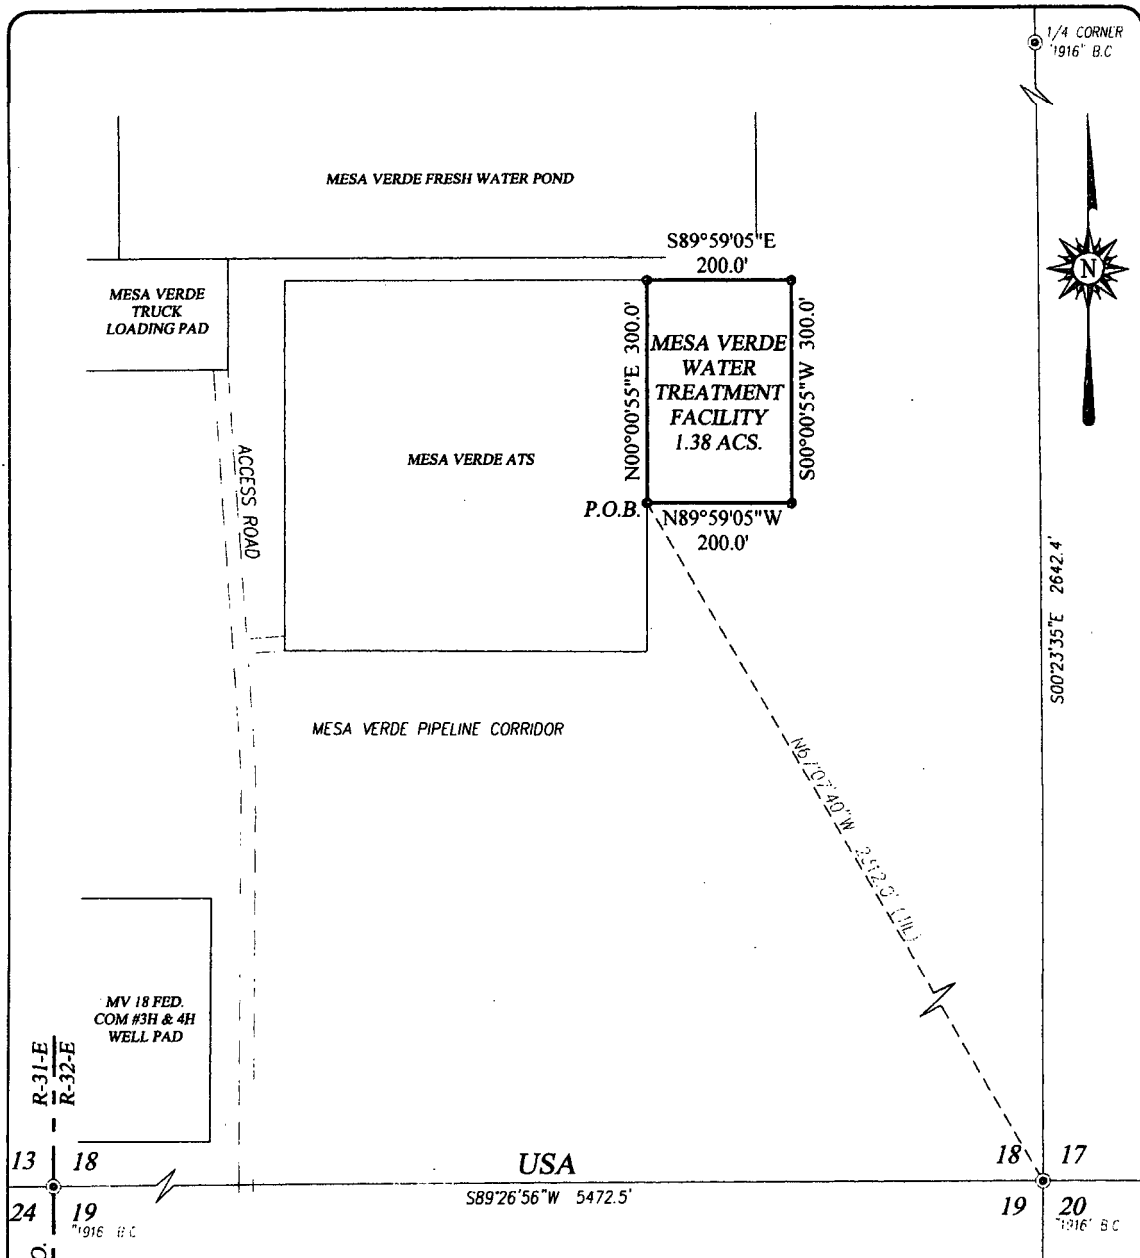 1/4 CORNER
"1916" B.C
MESA VERDE FRESH WATER POND
S89°59'05"E
200.0'
N
MESA VERDE
TRUCK
LOADING PAD
N00°00'55"E 300.0'
MESA VERDE
WATER
TREATMENT
FACILITY
1.38 ACS.
S00°00'55"W 300.0'
MESA VERDE ATS
ACCESS ROAD
P.O.B.
N89°59'05"W
200.0'
S00°23'35"E 2642.4'
MESA VERDE PIPELINE CORRIDOR
N67°07'40"W (TIE)
MV 18 FED.
COM #3H & 4H
WELL PAD
R-31-E
R-32-E
13 18
USA
18 17
S89°26'56"W 5472.5'
24 19
"1916 B C
19 20
"1916" B C